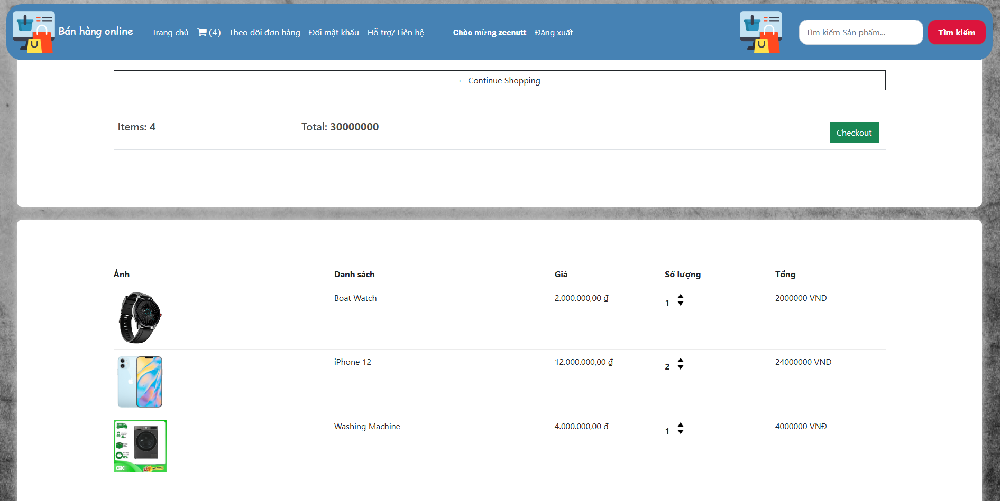 Bán hàng online Trang chủ (4) Theo dõi đơn hàng Đổi mật khẩu Hỗ trợ/ Liên hệ Chào mừng zeenutt Đăng xuất Tìm kiếm Sản phẩm... Tìm kiếm
← Continue Shopping
Items: 4 Total: 30000000 Checkout
Ảnh Danh sách Giá Số lượng Tổng
Boat Watch 2.000.000,00 ₫ 1 2000000 VNĐ
iPhone 12 12.000.000,00 ₫ 2 24000000 VNĐ
Washing Machine 4.000.000,00 ₫ 1 4000000 VNĐ
4
0%
GK